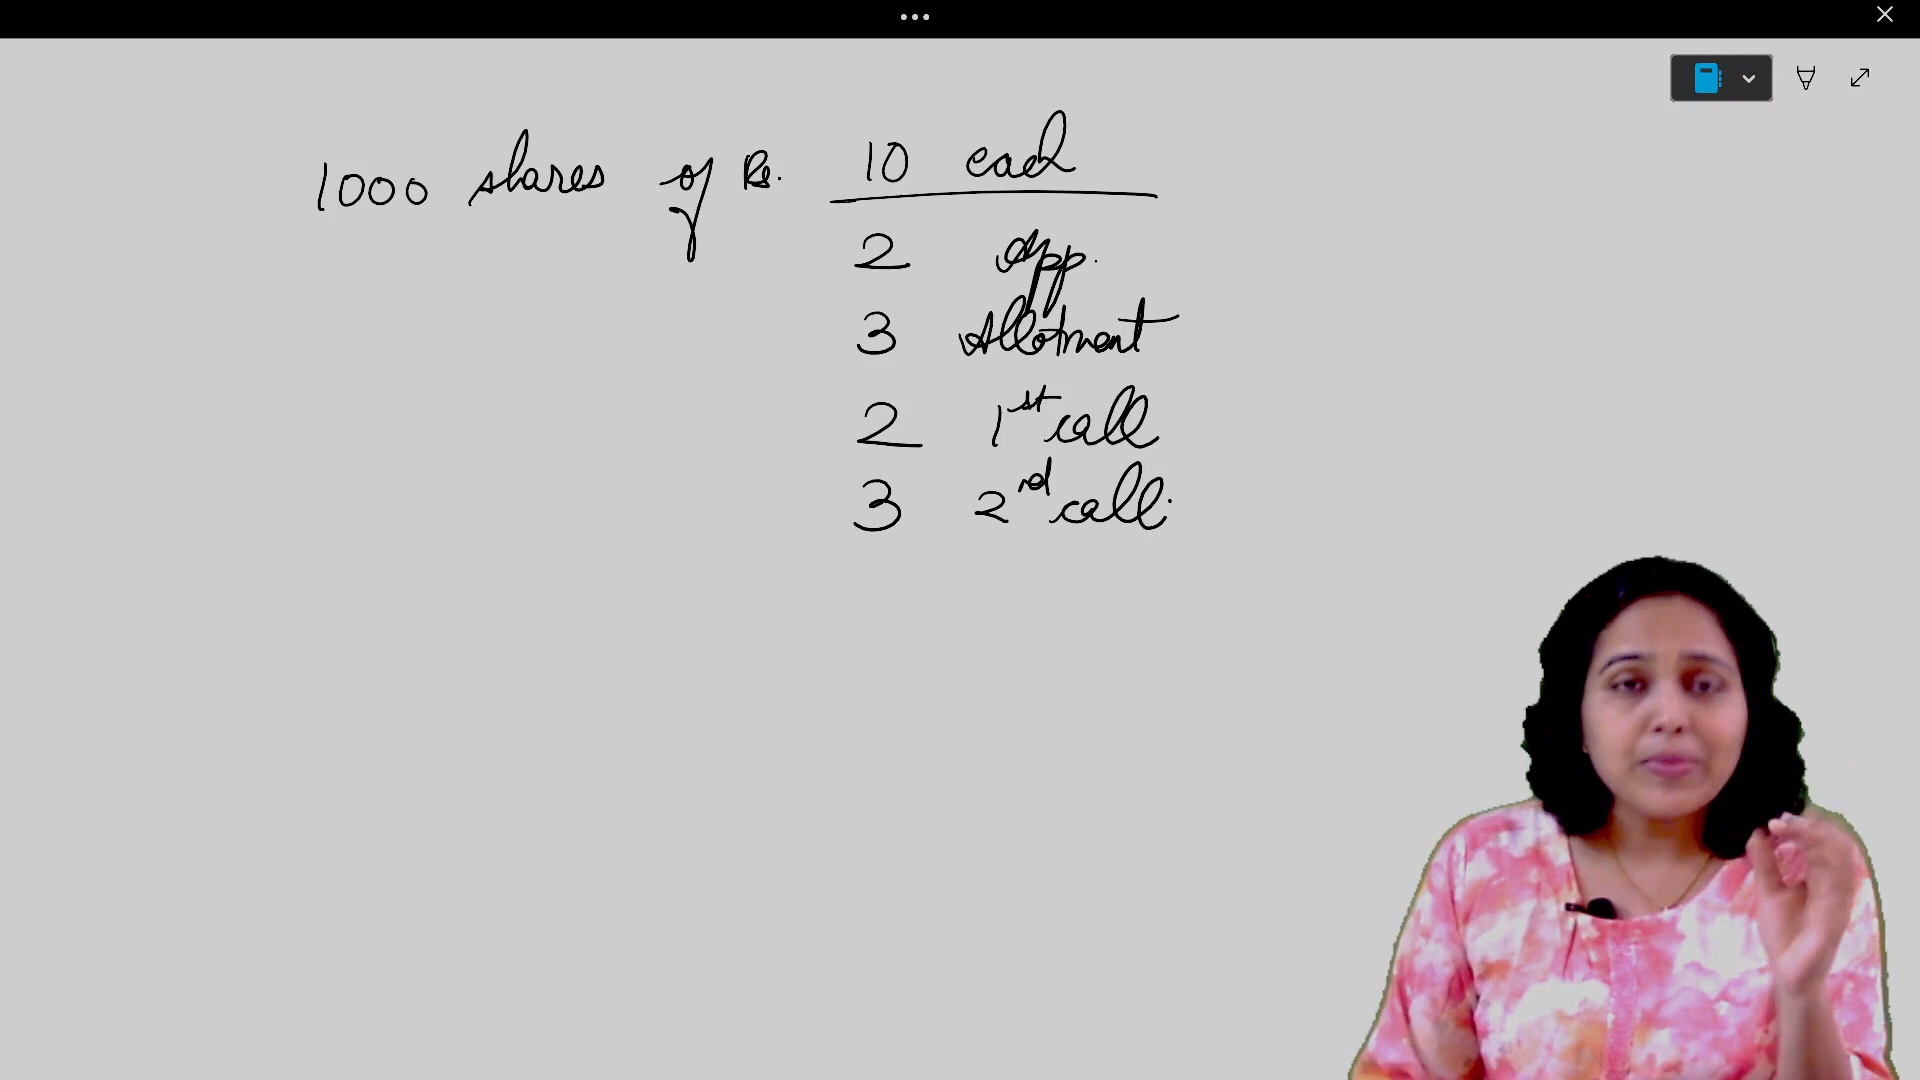 1000 shares of Rs. 10 each
2 App.
3 Allotment
2 1st call
3 2nd call.